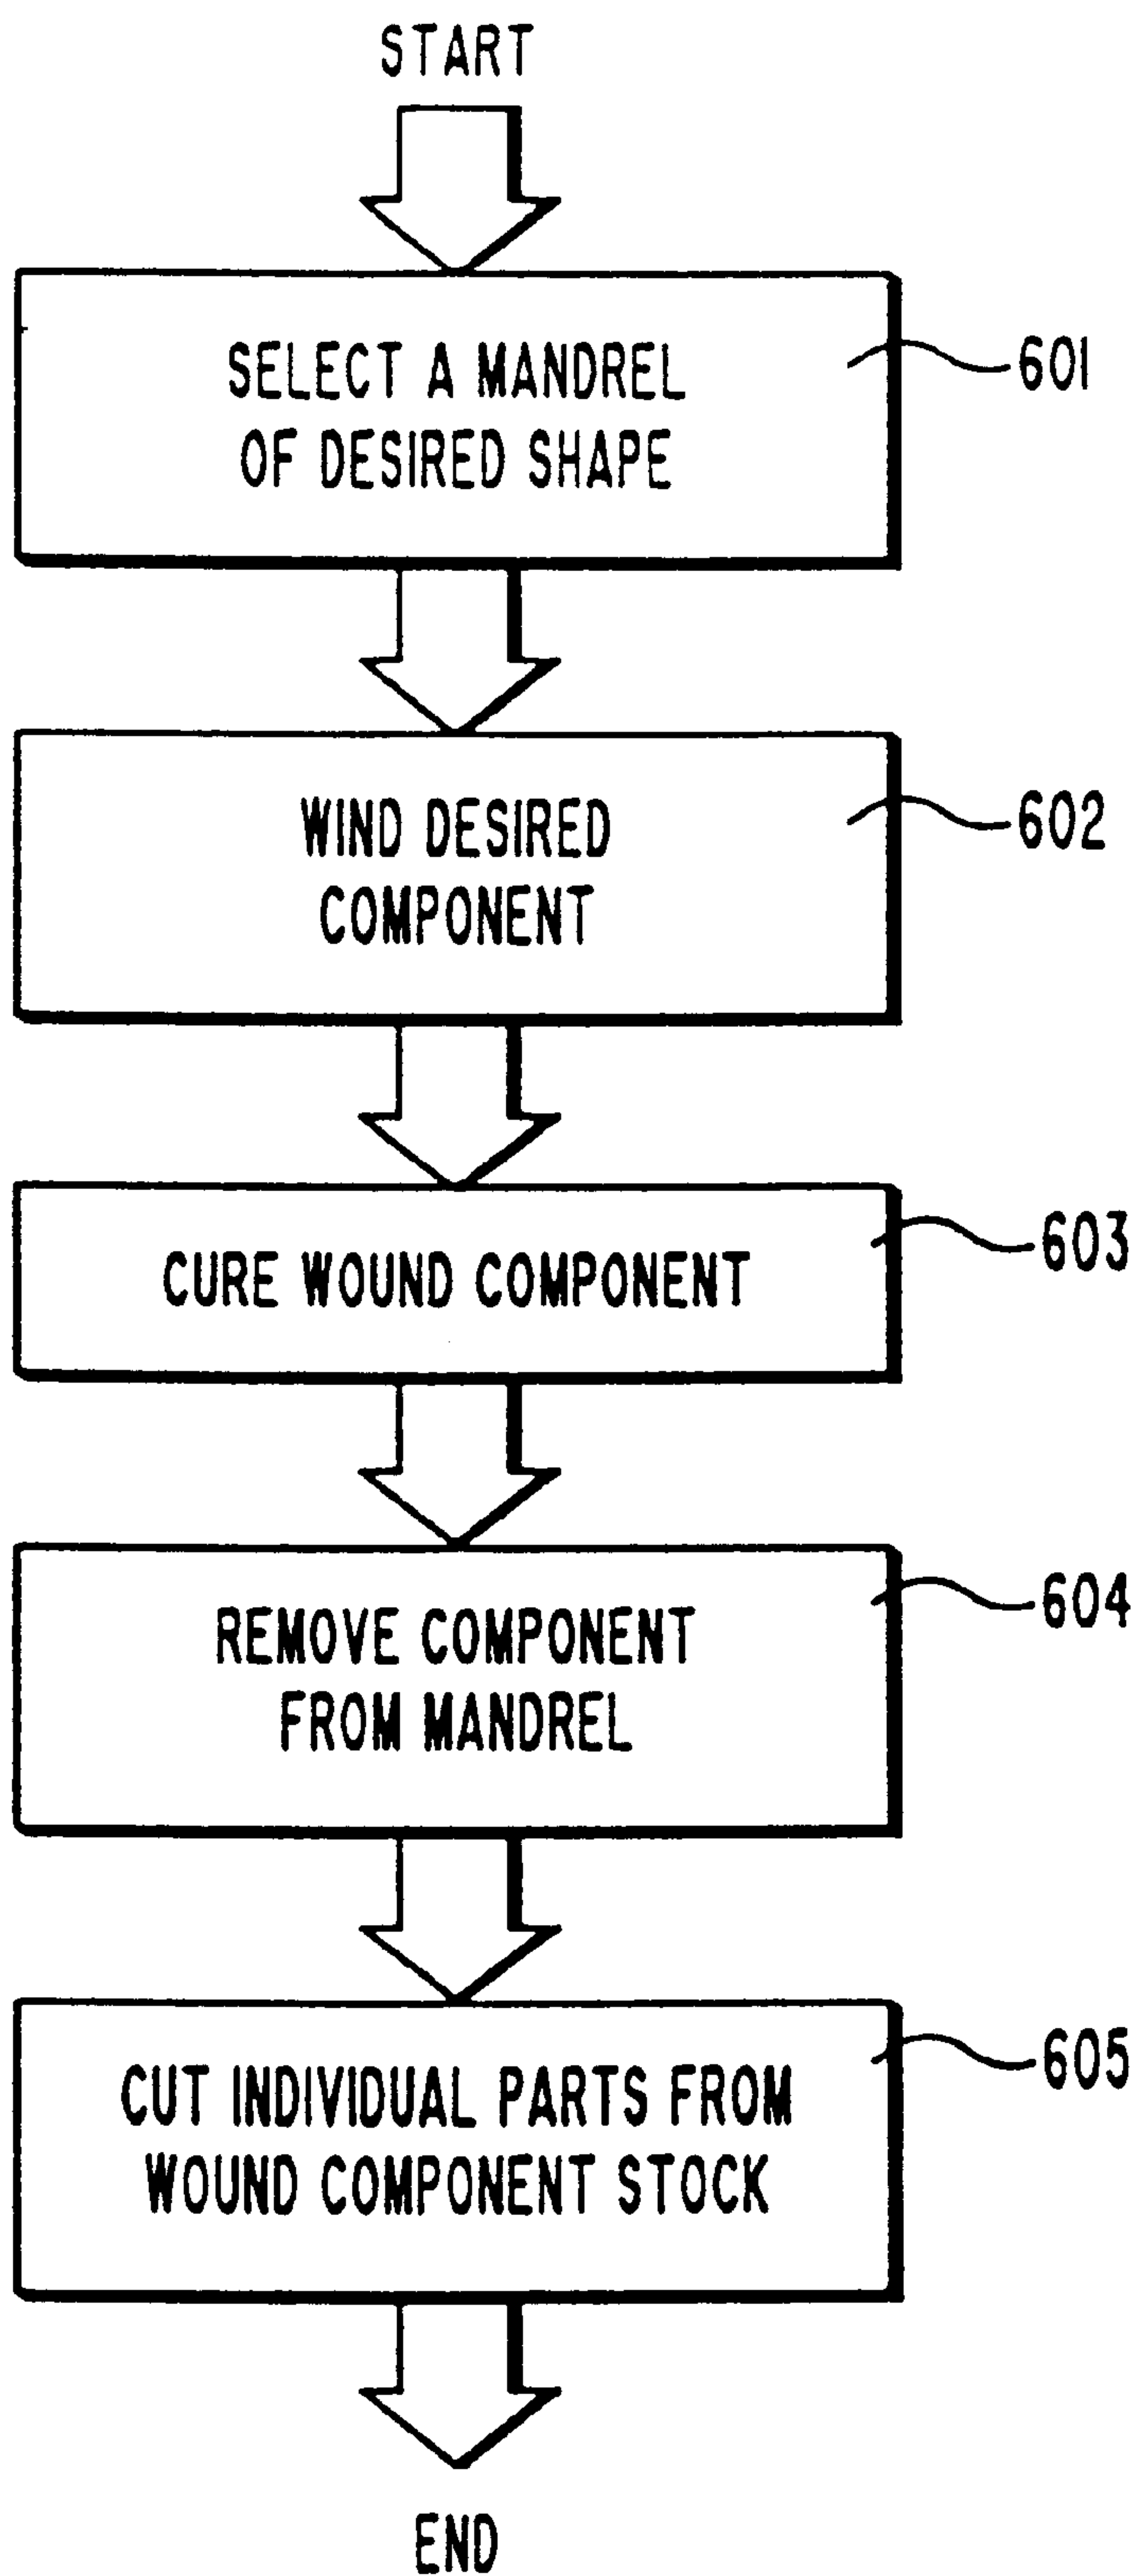 START
SELECT A MANDREL
OF DESIRED SHAPE
601
WIND DESIRED
COMPONENT
602
CURE WOUND COMPONENT
603
REMOVE COMPONENT
FROM MANDREL
604
CUT INDIVIDUAL PARTS FROM
WOUND COMPONENT STOCK
605
END